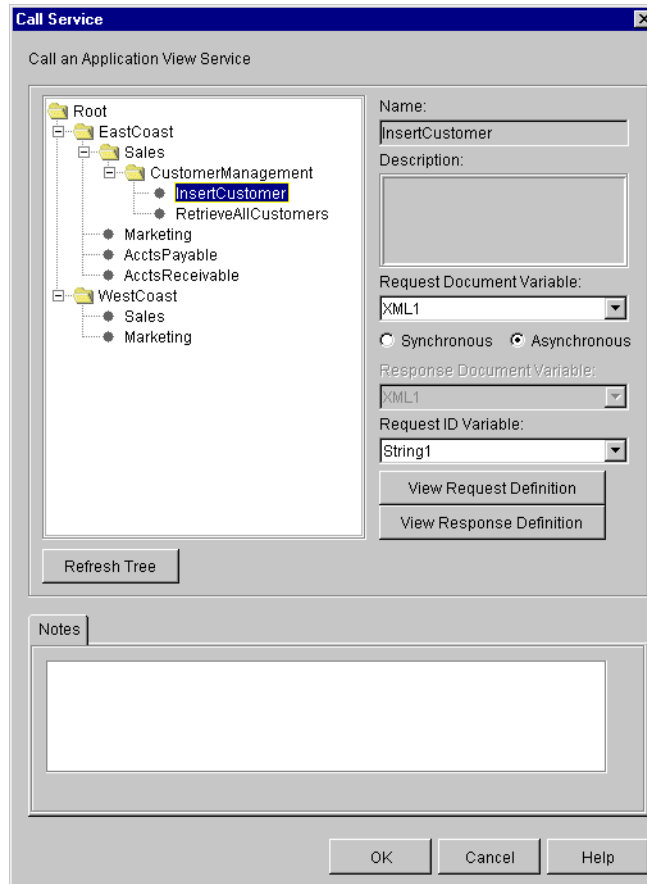 Call Service
Call an Application View Service
Root
EastCoast
Sales
CustomerManagement
InsertCustomer
RetrieveAllCustomers
Marketing
AcctsPayable
AcctsReceivable
WestCoast
Sales
Marketing
Refresh Tree
Name:
InsertCustomer
Description:
Request Document Variable:
XML1
Synchronous Asynchronous
Response Document Variable:
XML1
Request ID Variable:
String1
View Request Definition
View Response Definition
Notes
OK Cancel Help